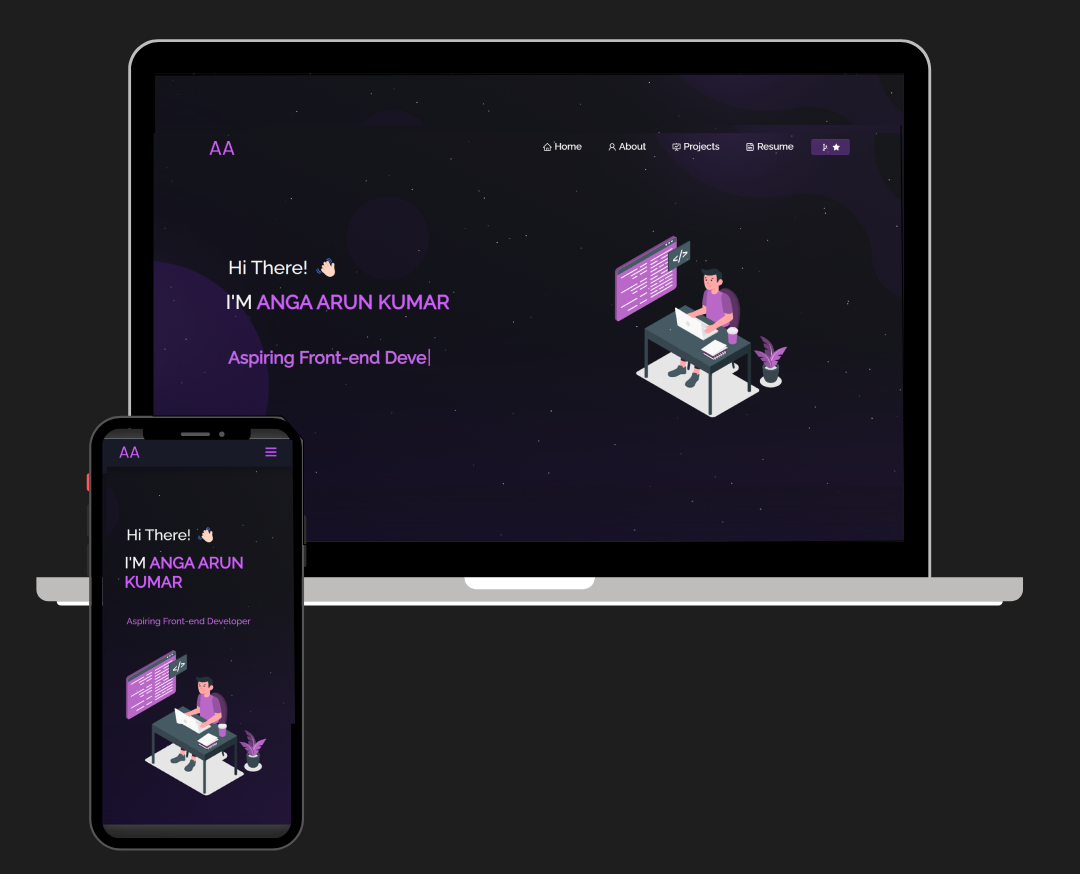 AA
Home About Projects Resume
Hi There! 👋🏻
I'M ANGA ARUN KUMAR
Aspiring Front-end Deve|
</>
AA
Hi There! 👋🏻
I'M ANGA ARUN
KUMAR
Aspiring Front-end Developer
</>